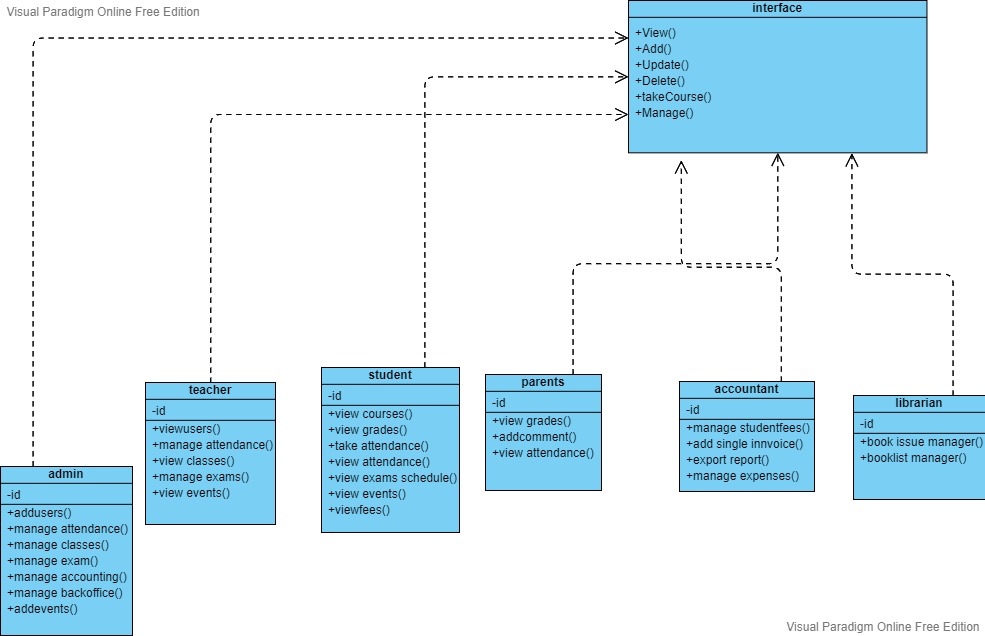 Visual Paradigm Online Free Edition
interface
+View()
+Add()
+Update()
+Delete()
+takeCourse()
+Manage()
admin
-id
+addusers()
+manage attendance()
+manage classes()
+manage exam()
+manage accounting()
+manage backoffice()
+addevents()
teacher
-id
+viewusers()
+manage attendance()
+view classes()
+manage exams()
+view events()
student
-id
+view courses()
+view grades()
+take attendance()
+view attendance()
+view exams schedule()
+view events()
+viewfees()
parents
-id
+view grades()
+addcomment()
+view attendance()
accountant
-id
+manage studentfees()
+add single innvoice()
+export report()
+manage expenses()
librarian
-id
+book issue manager()
+booklist manager()
Visual Paradigm Online Free Edition